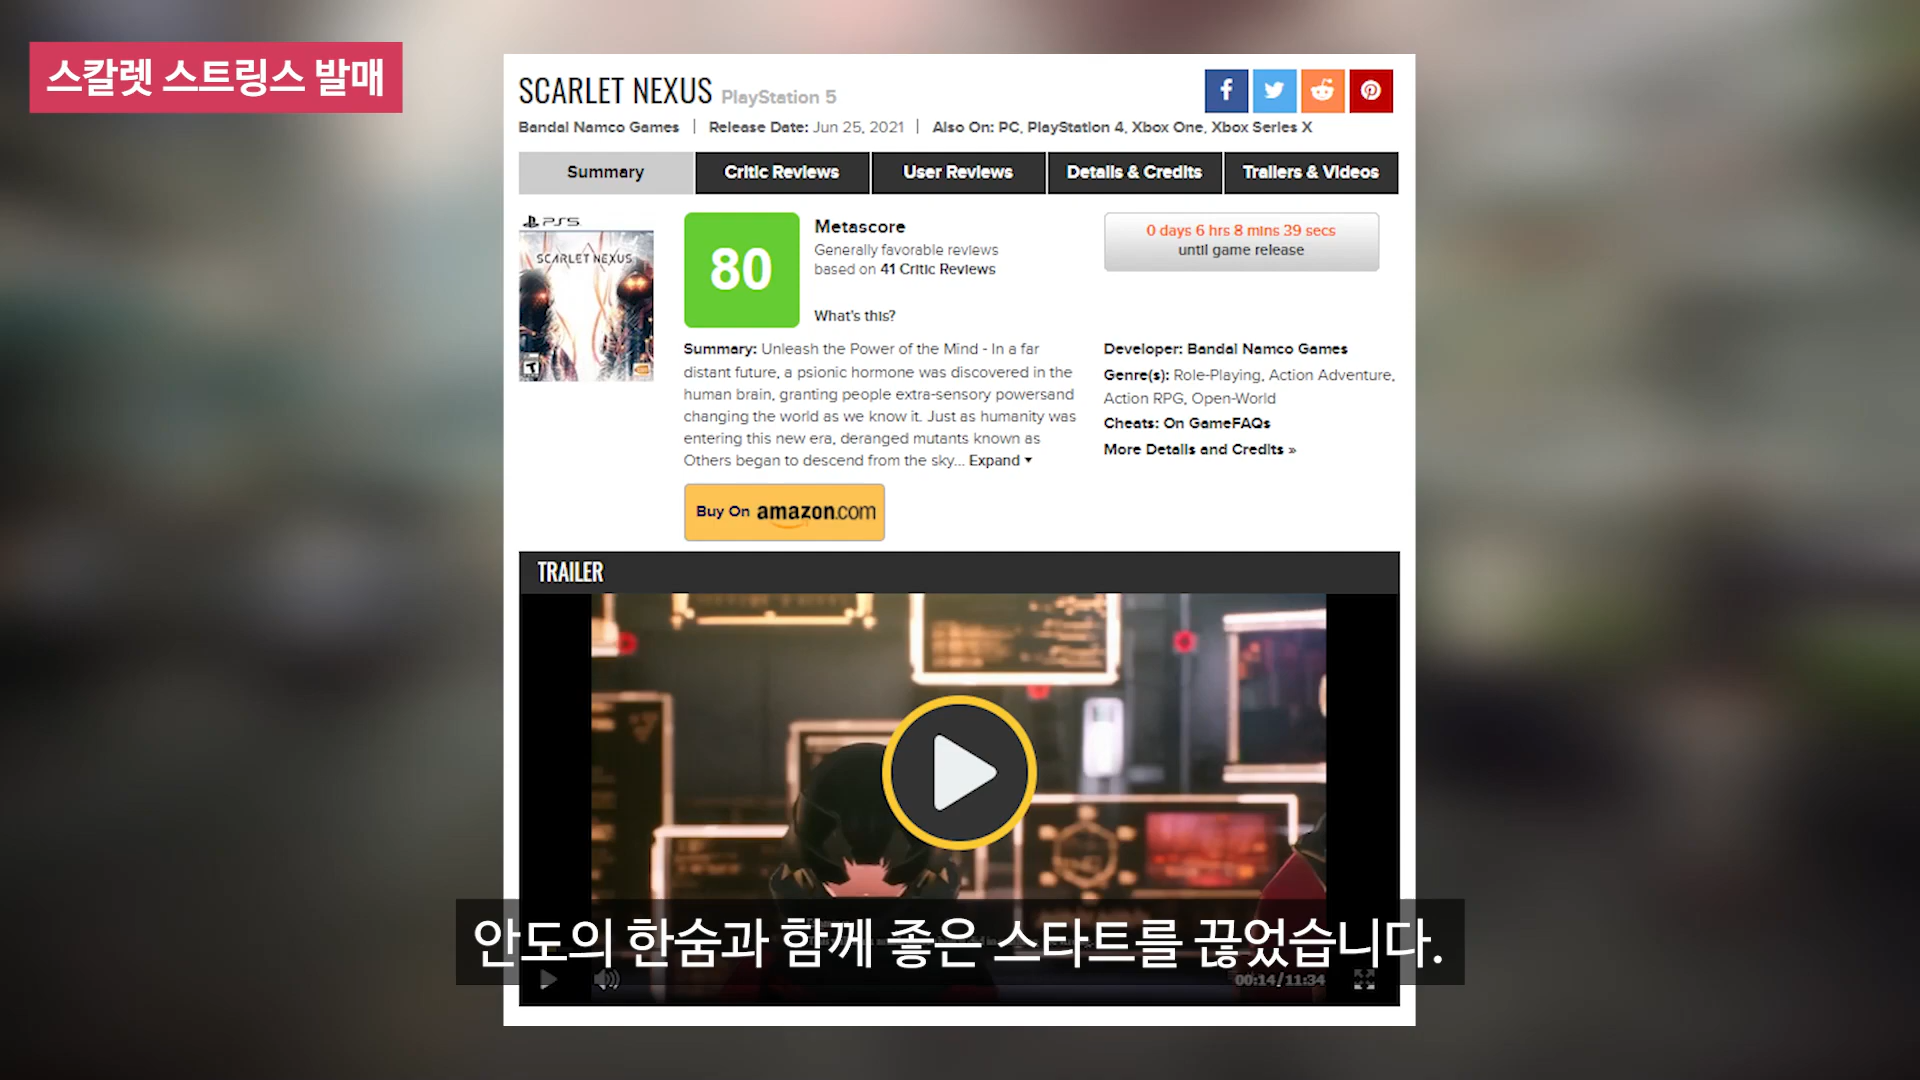 스칼렛 스트링스 발매
SCARLET NEXUS PlayStation 5
Bandai Namco Games | Release Date: Jun 25, 2021 | Also On: PC, PlayStation 4, Xbox One, Xbox Series X
Summary
Critic Reviews
User Reviews
Details & Credits
Trailers & Videos
PS5
SCARLET NEXUS
T
80
Metascore
Generally favorable reviews
based on 41 Critic Reviews
What's this?
0 days 6 hrs 8 mins 39 secs
until game release
Summary: Unleash the Power of the Mind - In a far
distant future, a psionic hormone was discovered in the
human brain, granting people extra-sensory powersand
changing the world as we know it. Just as humanity was
entering this new era, deranged mutants known as
Others began to descend from the sky... Expand
Developer: Bandai Namco Games
Genre(s): Role-Playing, Action Adventure,
Action RPG, Open-World
Cheats: On GameFAQs
More Details and Credits »
Buy On amazon.com
TRAILER
안도의 한숨과 함께 좋은 스타트를 끊었습니다.
00:14/11:34